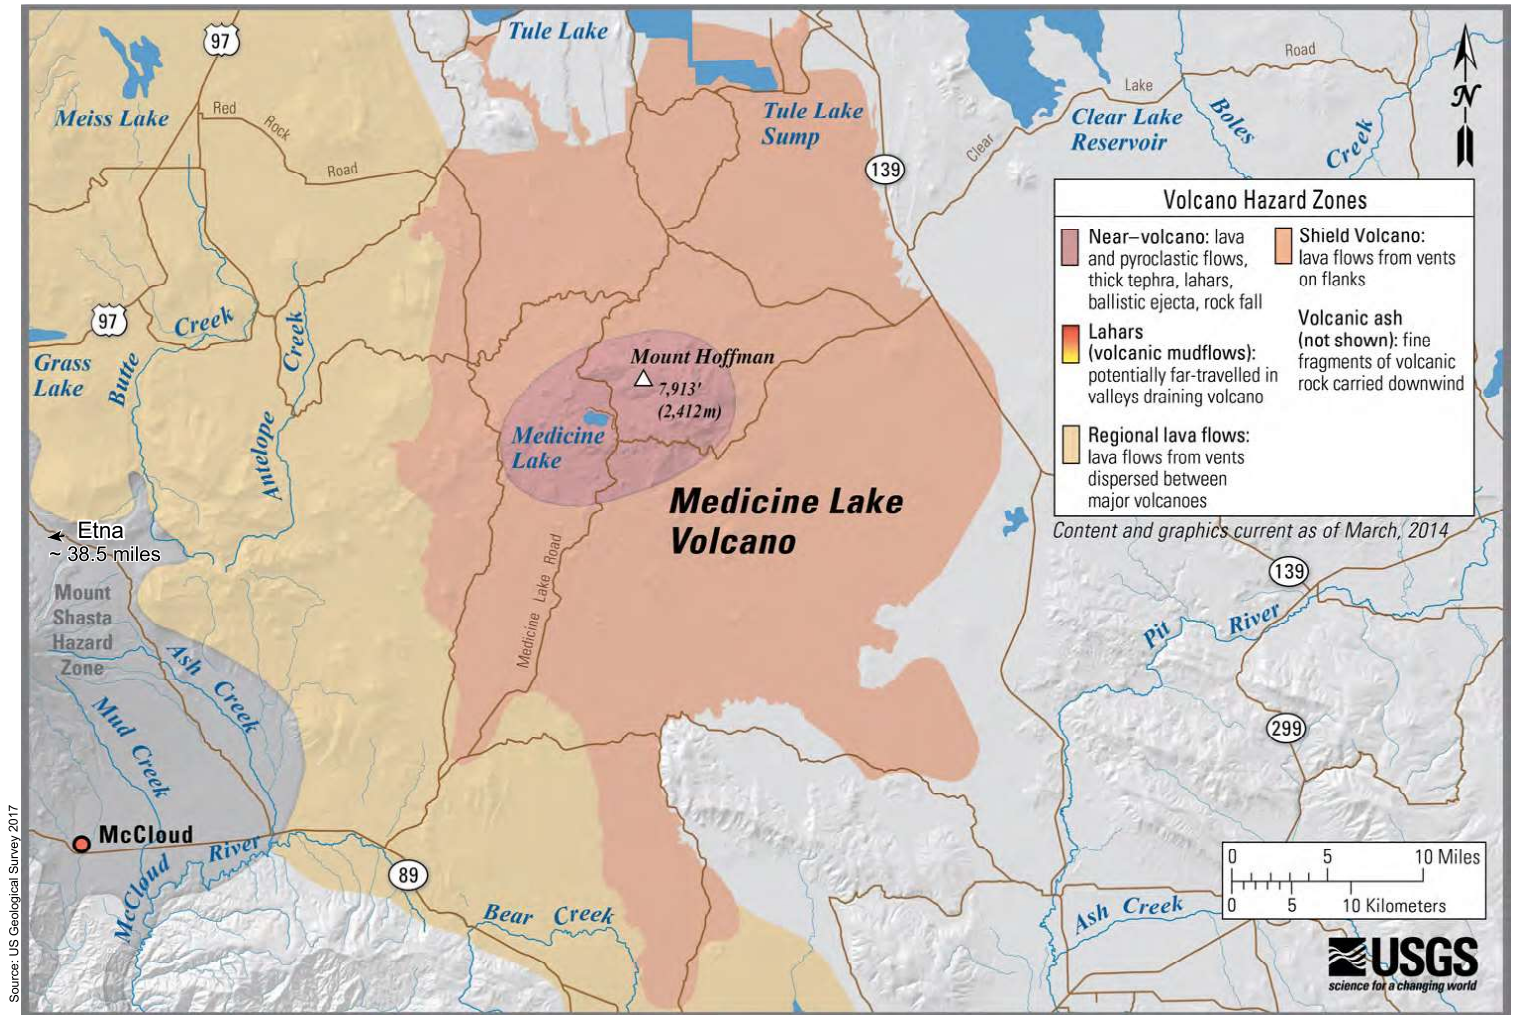 97
Tule Lake
Meiss Lake
Red
Rock
Road
Tule Lake
Sump
139
Clear
Lake
Road
Clear Lake
Reservoir
Boles
Creek
N
Volcano Hazard Zones
Near–volcano: lava
and pyroclastic flows,
thick tephra, lahars,
ballistic ejecta, rock fall
Lahars
(volcanic mudflows):
potentially far-travelled in
valleys draining volcano
Regional lava flows:
lava flows from vents
dispersed between
major volcanoes
Shield Volcano:
lava flows from vents
on flanks
Volcanic ash
(not shown): fine
fragments of volcanic
rock carried downwind
Content and graphics current as of March, 2014
97
Grass
Lake
Butte
Creek
Antelope
Creek
Mount Hoffman
7,913'
(2,412m)
Medicine
Lake
Medicine Lake
Volcano
Medicine Lake Road
Etna
~ 38.5 miles
Mount
Shasta
Hazard
Zone
Ash Creek
Mud Creek
McCloud
McCloud
River
89
Bear Creek
139
Pit
River
299
Ash Creek
0 5 10 Miles
0 5 10 Kilometers
USGS
science for a changing world
Source: US Geological Survey 2017